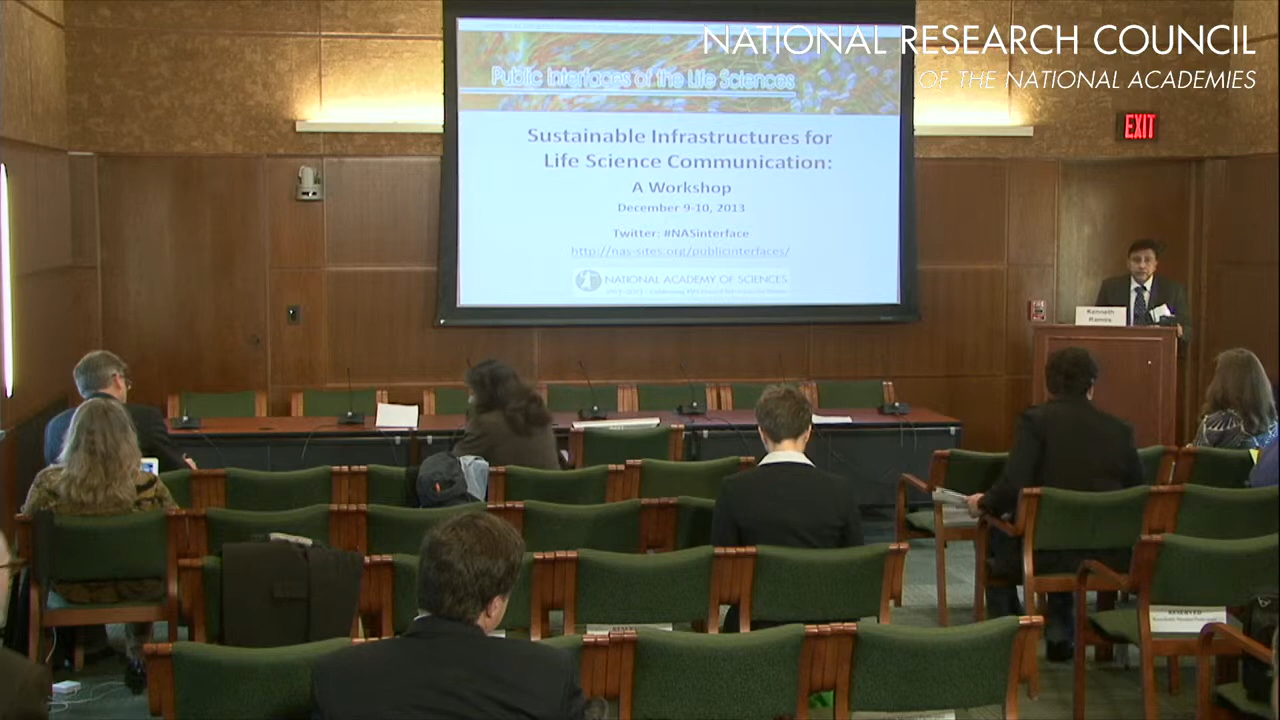 NATIONAL RESEARCH COUNCIL
OF THE NATIONAL ACADEMIES
Public Interfaces of the Life Sciences
Sustainable Infrastructures for
Life Science Communication:
A Workshop
December 9-10, 2013
Twitter: #NASinterface
http://nas-sites.org/publicinterfaces/
NATIONAL ACADEMY OF SCIENCES
EXIT
Kenneth
Ramos
RESERVED
RESERVED